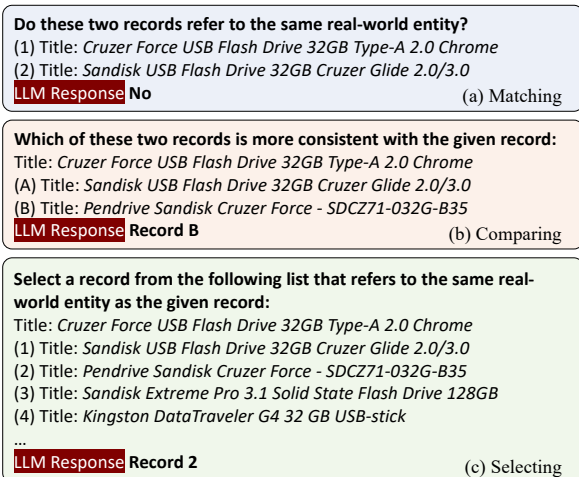 Do these two records refer to the same real-world entity?
(1) Title: Cruzer Force USB Flash Drive 32GB Type-A 2.0 Chrome
(2) Title: Sandisk USB Flash Drive 32GB Cruzer Glide 2.0/3.0
LLM Response No
(a) Matching
Which of these two records is more consistent with the given record:
Title: Cruzer Force USB Flash Drive 32GB Type-A 2.0 Chrome
(A) Title: Sandisk USB Flash Drive 32GB Cruzer Glide 2.0/3.0
(B) Title: Pendrive Sandisk Cruzer Force - SDCZ71-032G-B35
LLM Response Record B
(b) Comparing
Select a record from the following list that refers to the same real-
world entity as the given record:
Title: Cruzer Force USB Flash Drive 32GB Type-A 2.0 Chrome
(1) Title: Sandisk USB Flash Drive 32GB Cruzer Glide 2.0/3.0
(2) Title: Pendrive Sandisk Cruzer Force - SDCZ71-032G-B35
(3) Title: Sandisk Extreme Pro 3.1 Solid State Flash Drive 128GB
(4) Title: Kingston DataTraveler G4 32 GB USB-stick
...
LLM Response Record 2
(c) Selecting